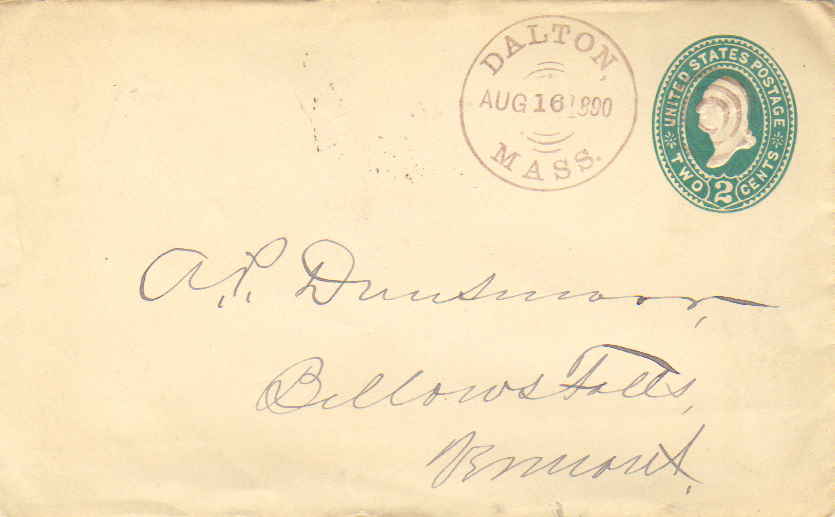 DALTON,
AUG 16 1890
MASS.
UNITED STATES POSTAGE
TWO 2 CENTS
A. P. Dunsmoor,
Bellows Falls,
Vermont.